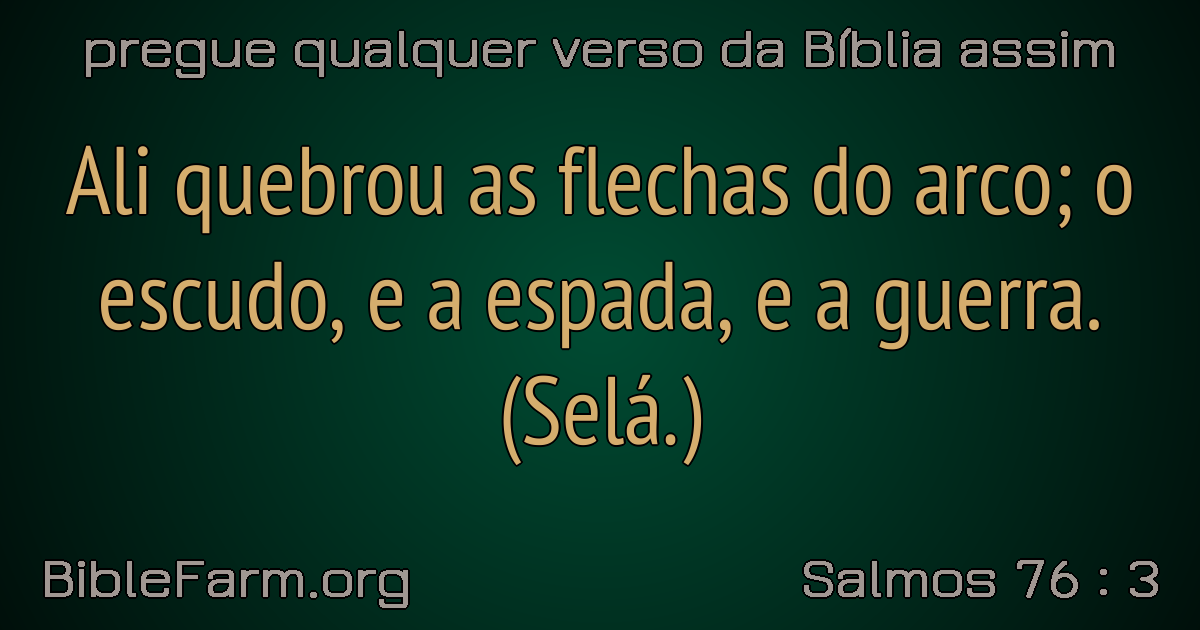 pregue qualquer verso da Bíblia assim
Ali quebrou as flechas do arco; o
escudo, e a espada, e a guerra.
(Selá.)
BibleFarm.org
Salmos 76 : 3